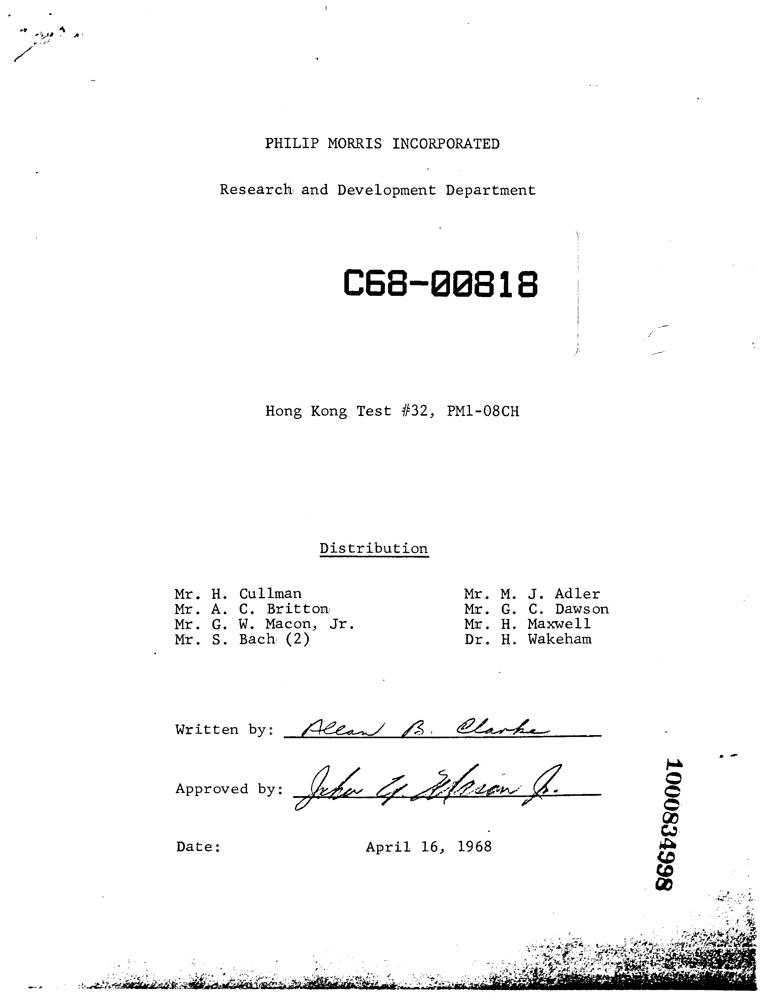 PHILIP MORRIS INCORPORATED
Research and Development Department
C68-00818
Hong Kong Test #32, PM1-08CH
Distribution
Mr. H. Cullman
Mr. A. C. Britton
Mr. G. W. Macon, Jr.
Mr. S. Bach (2)
Mr. M. J. Adler
Mr. G. C. Dawson
Mr. H. Maxwell
Dr. H. Wakeham
Written by: Allan B. Clarke
Approved by: John Jr.
Date: April 16, 1968
1000834998